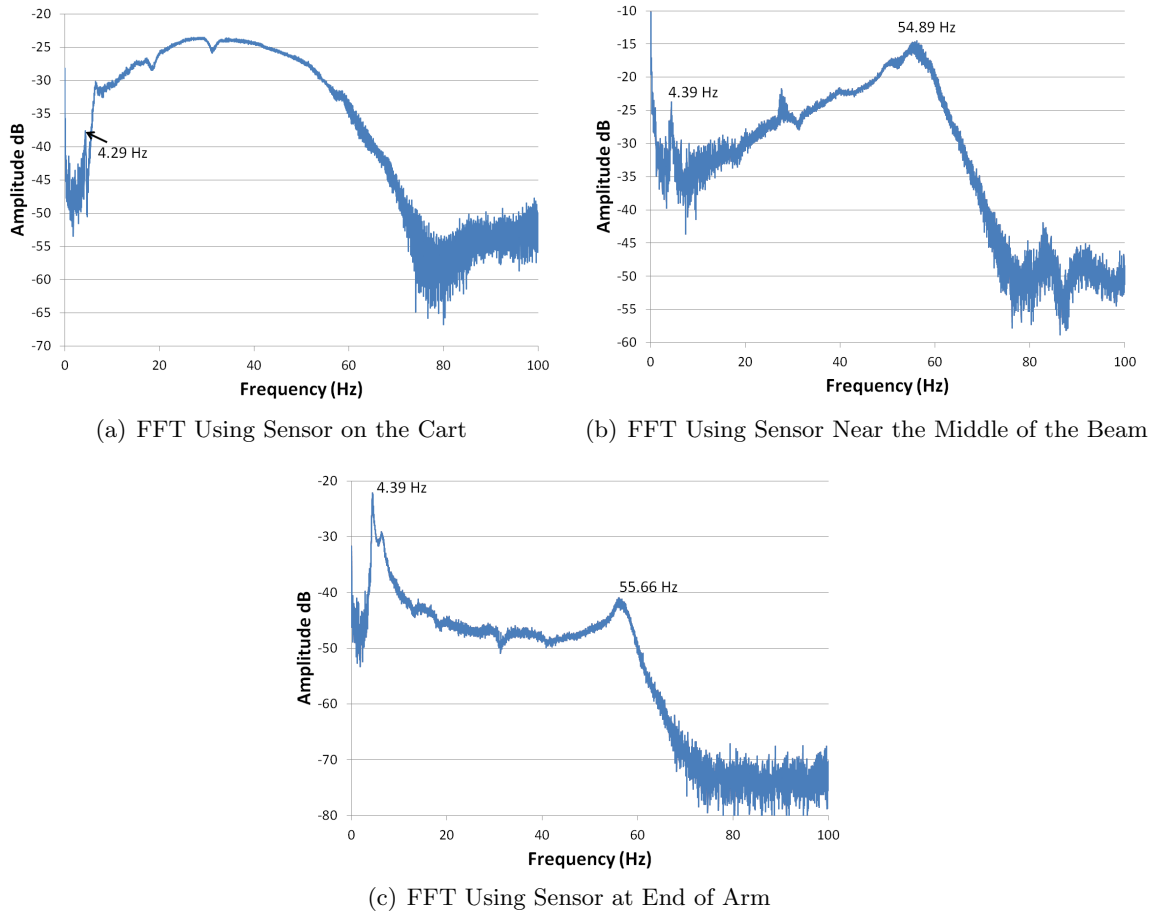 -20
-25
-30
-35
-40
-45
-50
-55
-60
-65
-70
Amplitude dB
4.29 Hz
0 20 40 60 80 100
Frequency (Hz)
(a) FFT Using Sensor on the Cart
-10
-15
-20
-25
-30
-35
-40
-45
-50
-55
-60
Amplitude dB
54.89 Hz
4.39 Hz
0 20 40 60 80 100
Frequency (Hz)
(b) FFT Using Sensor Near the Middle of the Beam
-20
-30
-40
-50
-60
-70
-80
Amplitude dB
4.39 Hz
55.66 Hz
0 20 40 60 80 100
Frequency (Hz)
(c) FFT Using Sensor at End of Arm